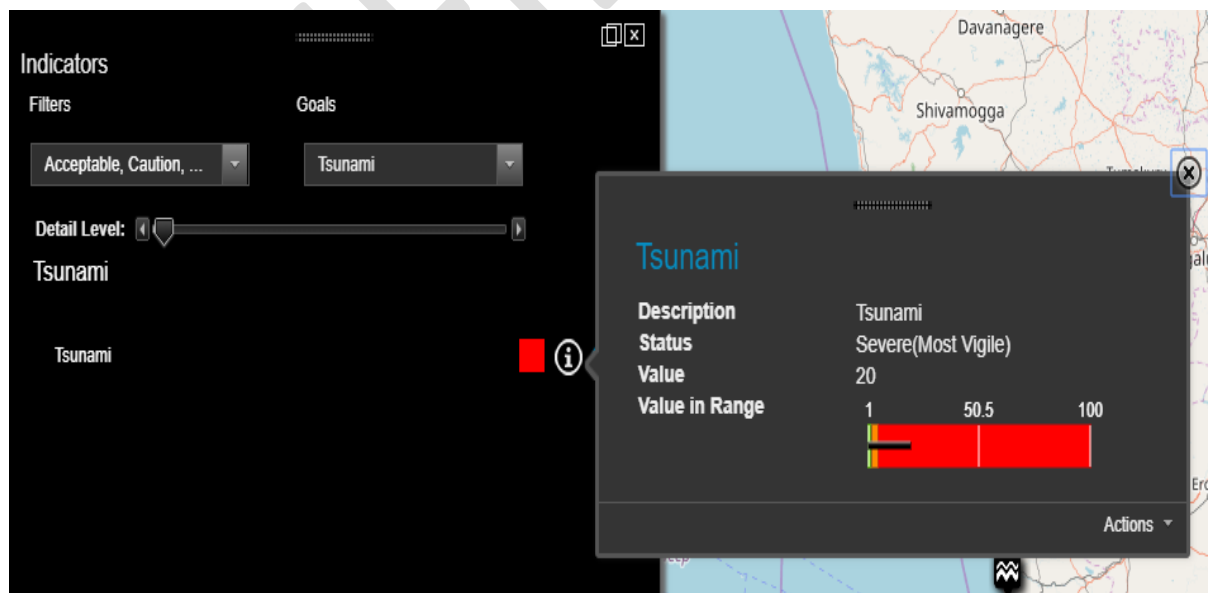 Indicators
Filters
Goals
Acceptable, Caution, ...
Tsunami
Detail Level:
Tsunami
Tsunami
Tsunami
Description Tsunami
Status Severe(Most Vigile)
Value 20
Value in Range
1 50.5 100
Actions
Davanagere
Shivamogga